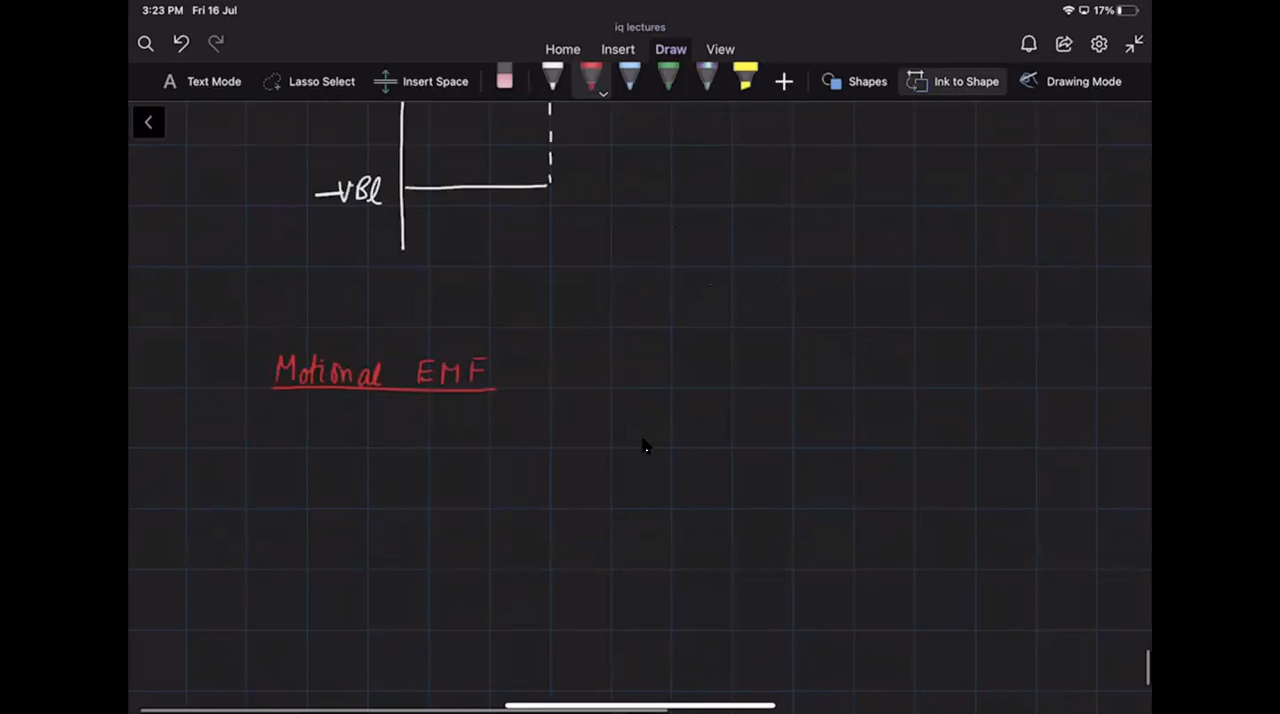 3:23 PM Fri 16 Jul
17%
iq lectures
Home Insert Draw View
Text Mode Lasso Select Insert Space Shapes Ink to Shape Drawing Mode
-VBl
Motional EMF